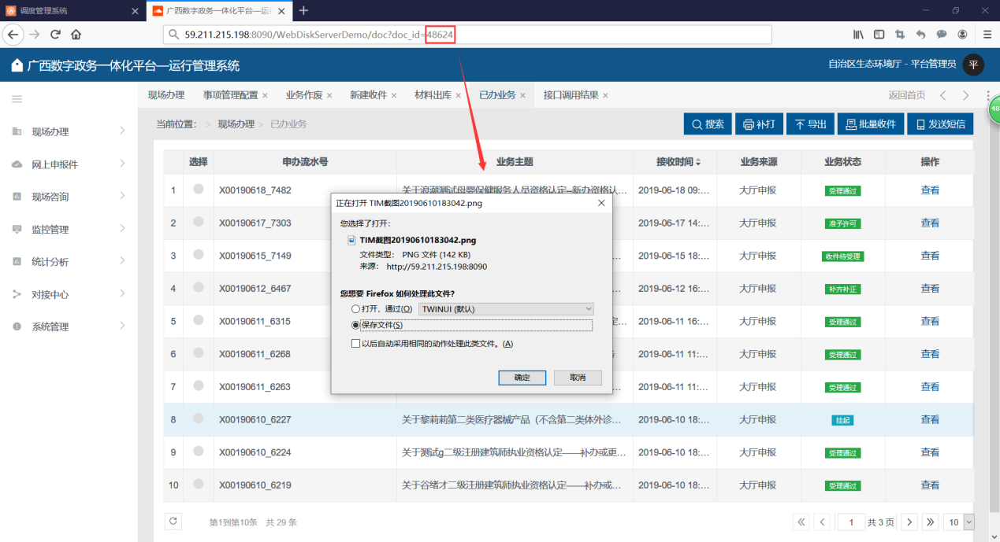 调度管理系统
广西数字政务一体化平台—运行
59.211.215.198:8090/WebDiskServerDemo/doc?doc_id=48624
广西数字政务一体化平台—运行管理系统
自治区生态环境厅 - 平台管理员 平
现场办理 事项管理配置 业务作废 新建收件 材料出库 已办业务 接口调用结果 返回首页
48
当前位置: > 现场办理 > 已办业务
搜索 补打 导出 批量收件 发送短信
现场办理
网上申报件
现场咨询
监控管理
统计分析
对接中心
系统管理
选择 申办流水号 业务主题 接收时间 业务来源 业务状态 操作
1 X00190618_7482 关于浪潮测试母婴保健服务人员资格认定--新办资格认... 2019-06-18 09:... 大厅申报 受理通过 查看
2 X00190617_7303 2019-06-17 14:... 大厅申报 准予许可 查看
3 X00190615_7149 ... 2019-06-15 18:... 大厅申报 收件待受理 查看
4 X00190612_6467 ... 2019-06-12 16:... 大厅申报 补齐补正 查看
5 X00190611_6315 定... 2019-06-11 16:... 大厅申报 受理通过 查看
6 X00190611_6268 2019-06-11 11:... 大厅申报 受理通过 查看
7 X00190611_6263 ... 2019-06-11 11:... 大厅申报 受理通过 查看
8 X00190610_6227 关于黎莉莉第二类医疗器械产品（不含第二类体外诊... 2019-06-10 18:... 大厅申报 挂起 查看
9 X00190610_6224 关于测试g二级注册建筑师执业资格认定——补办或更... 2019-06-10 18:... 大厅申报 受理通过 查看
10 X00190610_6219 关于谷绪才二级注册建筑师执业资格认定——补办或... 2019-06-10 18:... 大厅申报 受理通过 查看
正在打开 TIM截图20190610183042.png
您选择了打开:
TIM截图20190610183042.png
文件类型: PNG 文件 (142 KB)
来源: http://59.211.215.198:8090
您想要 Firefox 如何处理此文件?
打开，通过(O) TWINUI (默认)
保存文件(S)
以后自动采用相同的动作处理此类文件。(A)
确定 取消
第1到第10条 共 29 条
1 共 3 页 10